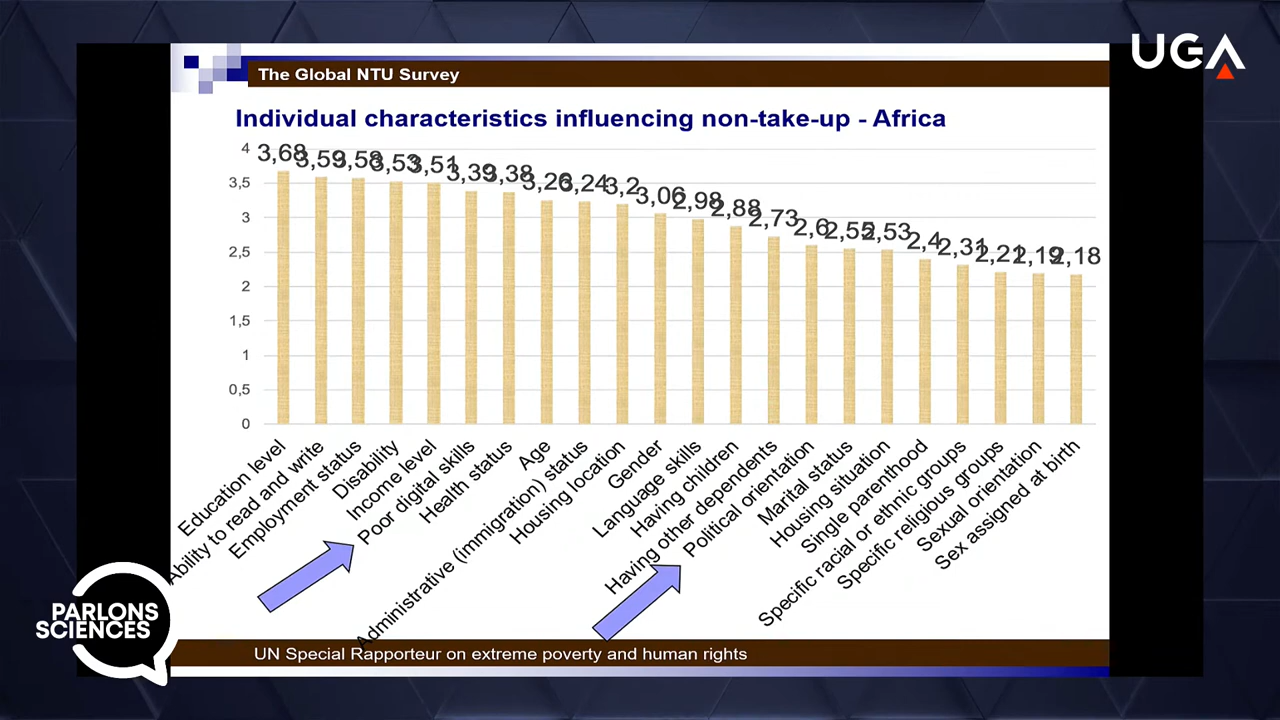 UGA
The Global NTU Survey
Individual characteristics influencing non-take-up - Africa
4
3,5
3
2,5
2
1,5
1
0,5
0
3,68
3,59
3,58
3,53
3,51
3,39
3,38
3,26
3,24
3,2
3,06
2,98
2,88
2,73
2,6
2,55
2,53
2,4
2,31
2,21
2,19
2,18
Education level
Ability to read and write
Employment status
Disability
Income level
Poor digital skills
Health status
Age
Administrative (immigration) status
Housing location
Gender
Language skills
Having children
Having other dependents
Political orientation
Marital status
Housing situation
Single parenthood
Specific racial or ethnic groups
Specific religious groups
Sexual orientation
Sex assigned at birth
PARLONS
SCIENCES
UN Special Rapporteur on extreme poverty and human rights